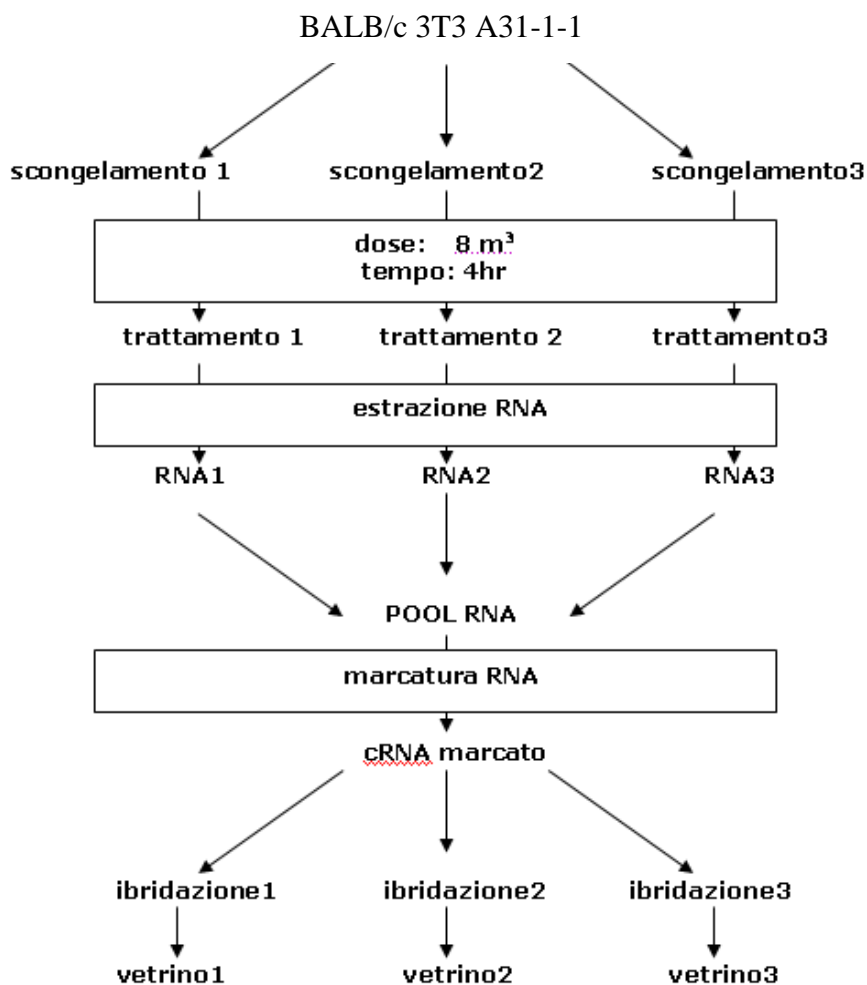 BALB/c 3T3 A31-1-1
scongelamento 1 scongelamento2 scongelamento3
dose: 8 m³
tempo: 4hr
trattamento 1 trattamento 2 trattamento3
estrazione RNA
RNA1 RNA2 RNA3
POOL RNA
marcatura RNA
cRNA marcato
ibridazione1 ibridazione2 ibridazione3
vetrino1 vetrino2 vetrino3